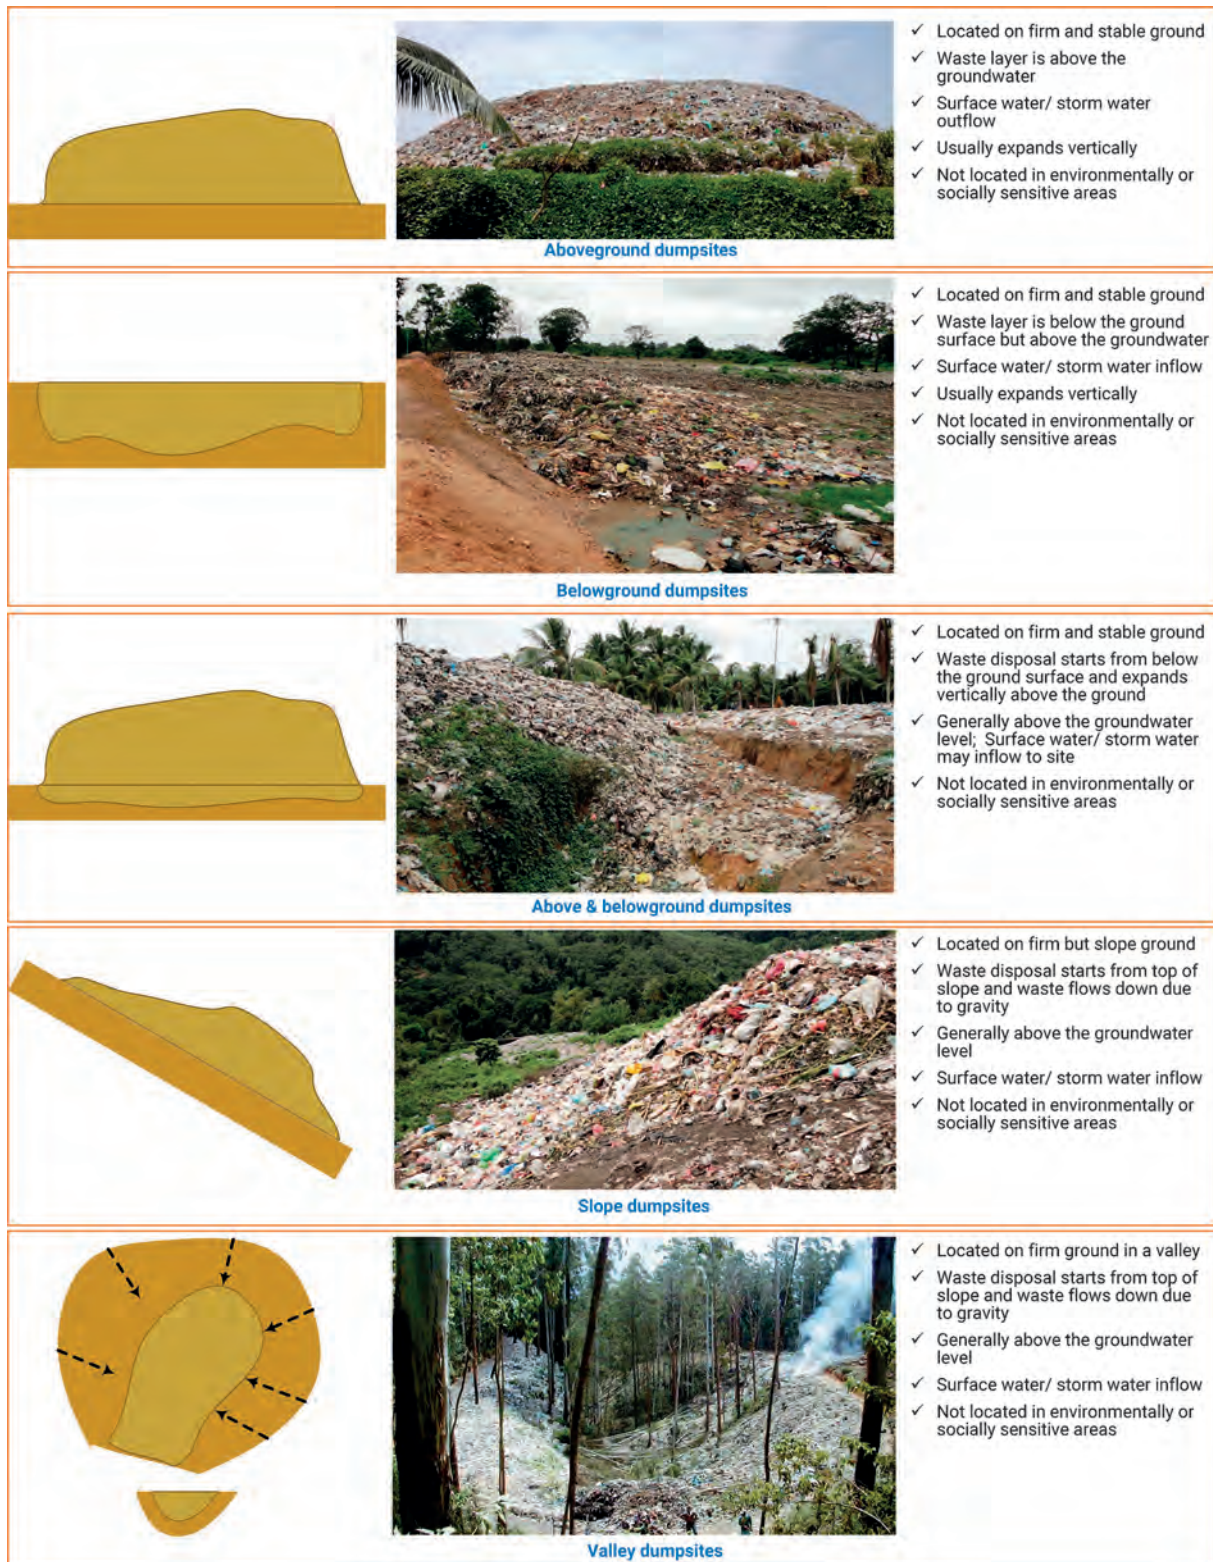 ✓ Located on firm and stable ground
✓ Waste layer is above the
groundwater
✓ Surface water/ storm water
outflow
✓ Usually expands vertically
✓ Not located in environmentally or
socially sensitive areas
Aboveground dumpsites
✓ Located on firm and stable ground
✓ Waste layer is below the ground
surface but above the groundwater
✓ Surface water/ storm water inflow
✓ Usually expands vertically
✓ Not located in environmentally or
socially sensitive areas
Belowground dumpsites
✓ Located on firm and stable ground
✓ Waste disposal starts from below
the ground surface and expands
vertically above the ground
✓ Generally above the groundwater
level; Surface water/ storm water
may inflow to site
✓ Not located in environmentally or
socially sensitive areas
Above & belowground dumpsites
✓ Located on firm but slope ground
✓ Waste disposal starts from top of
slope and waste flows down due
to gravity
✓ Generally above the groundwater
level
✓ Surface water/ storm water inflow
✓ Not located in environmentally or
socially sensitive areas
Slope dumpsites
✓ Located on firm ground in a valley
✓ Waste disposal starts from top of
slope and waste flows down due
to gravity
✓ Generally above the groundwater
level
✓ Surface water/ storm water inflow
✓ Not located in environmentally or
socially sensitive areas
Valley dumpsites